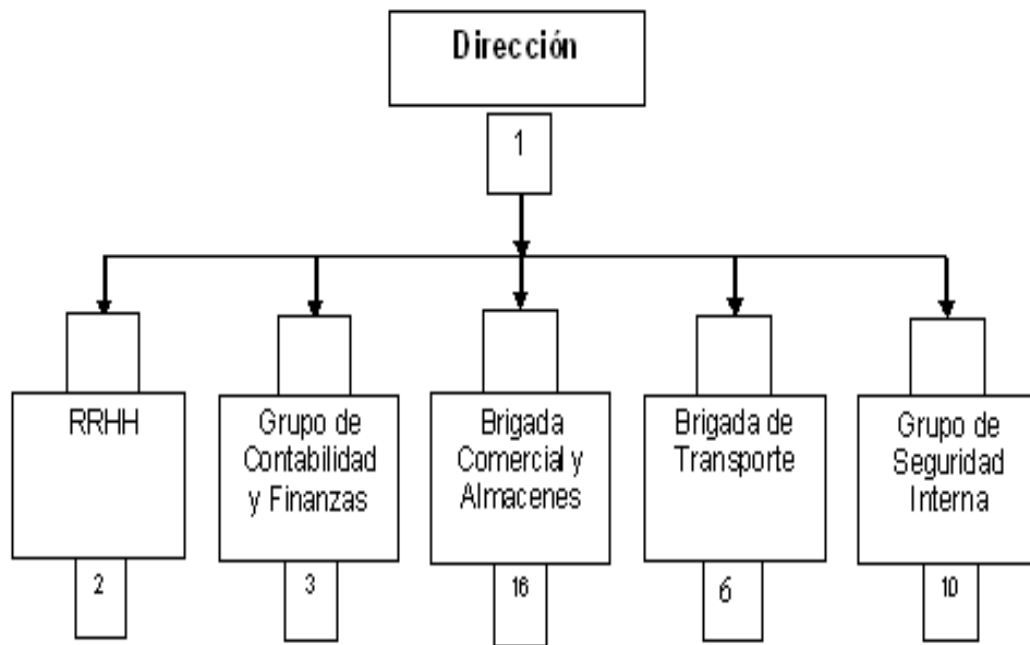 Dirección
1
RRHH
Grupo de
Contabilidad
y Finanzas
Brigada
Comercial y
Almacenes
Brigada de
Transporte
Grupo de
Seguridad
Interna
2
3
16
6
10